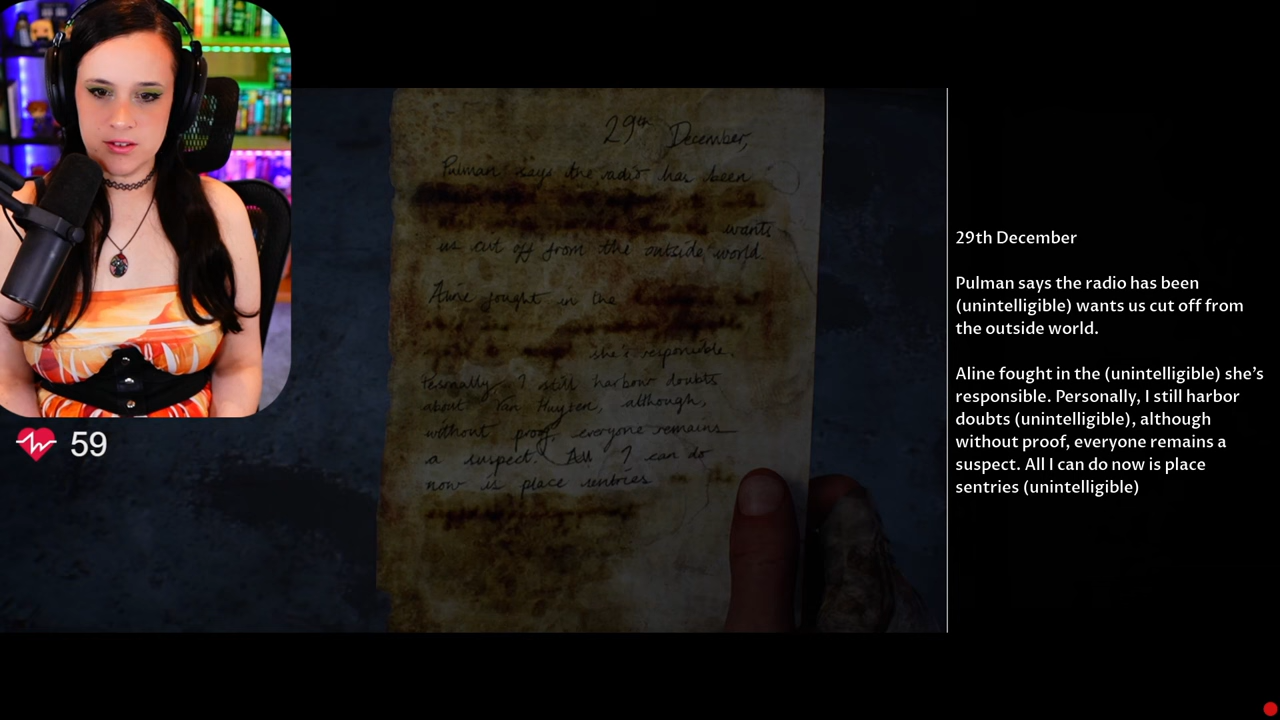 29th December,
Pulman says the radio has been
wants
us cut off from the outside world.
Aline fought in the
she's responsible.
Personally, I still harbour doubts
about Van Huysen, although,
without proof, everyone remains
a suspect. All I can do
now is place sentries
59
29th December
Pulman says the radio has been
(unintelligible) wants us cut off from
the outside world.
Aline fought in the (unintelligible) she's
responsible. Personally, I still harbor
doubts (unintelligible), although
without proof, everyone remains a
suspect. All I can do now is place
sentries (unintelligible)